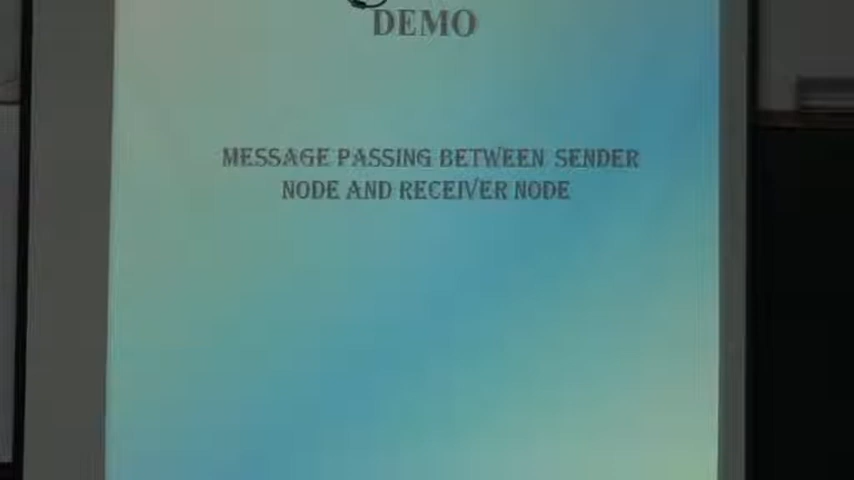 DEMO
MESSAGE PASSING BETWEEN SENDER
NODE AND RECEIVER NODE